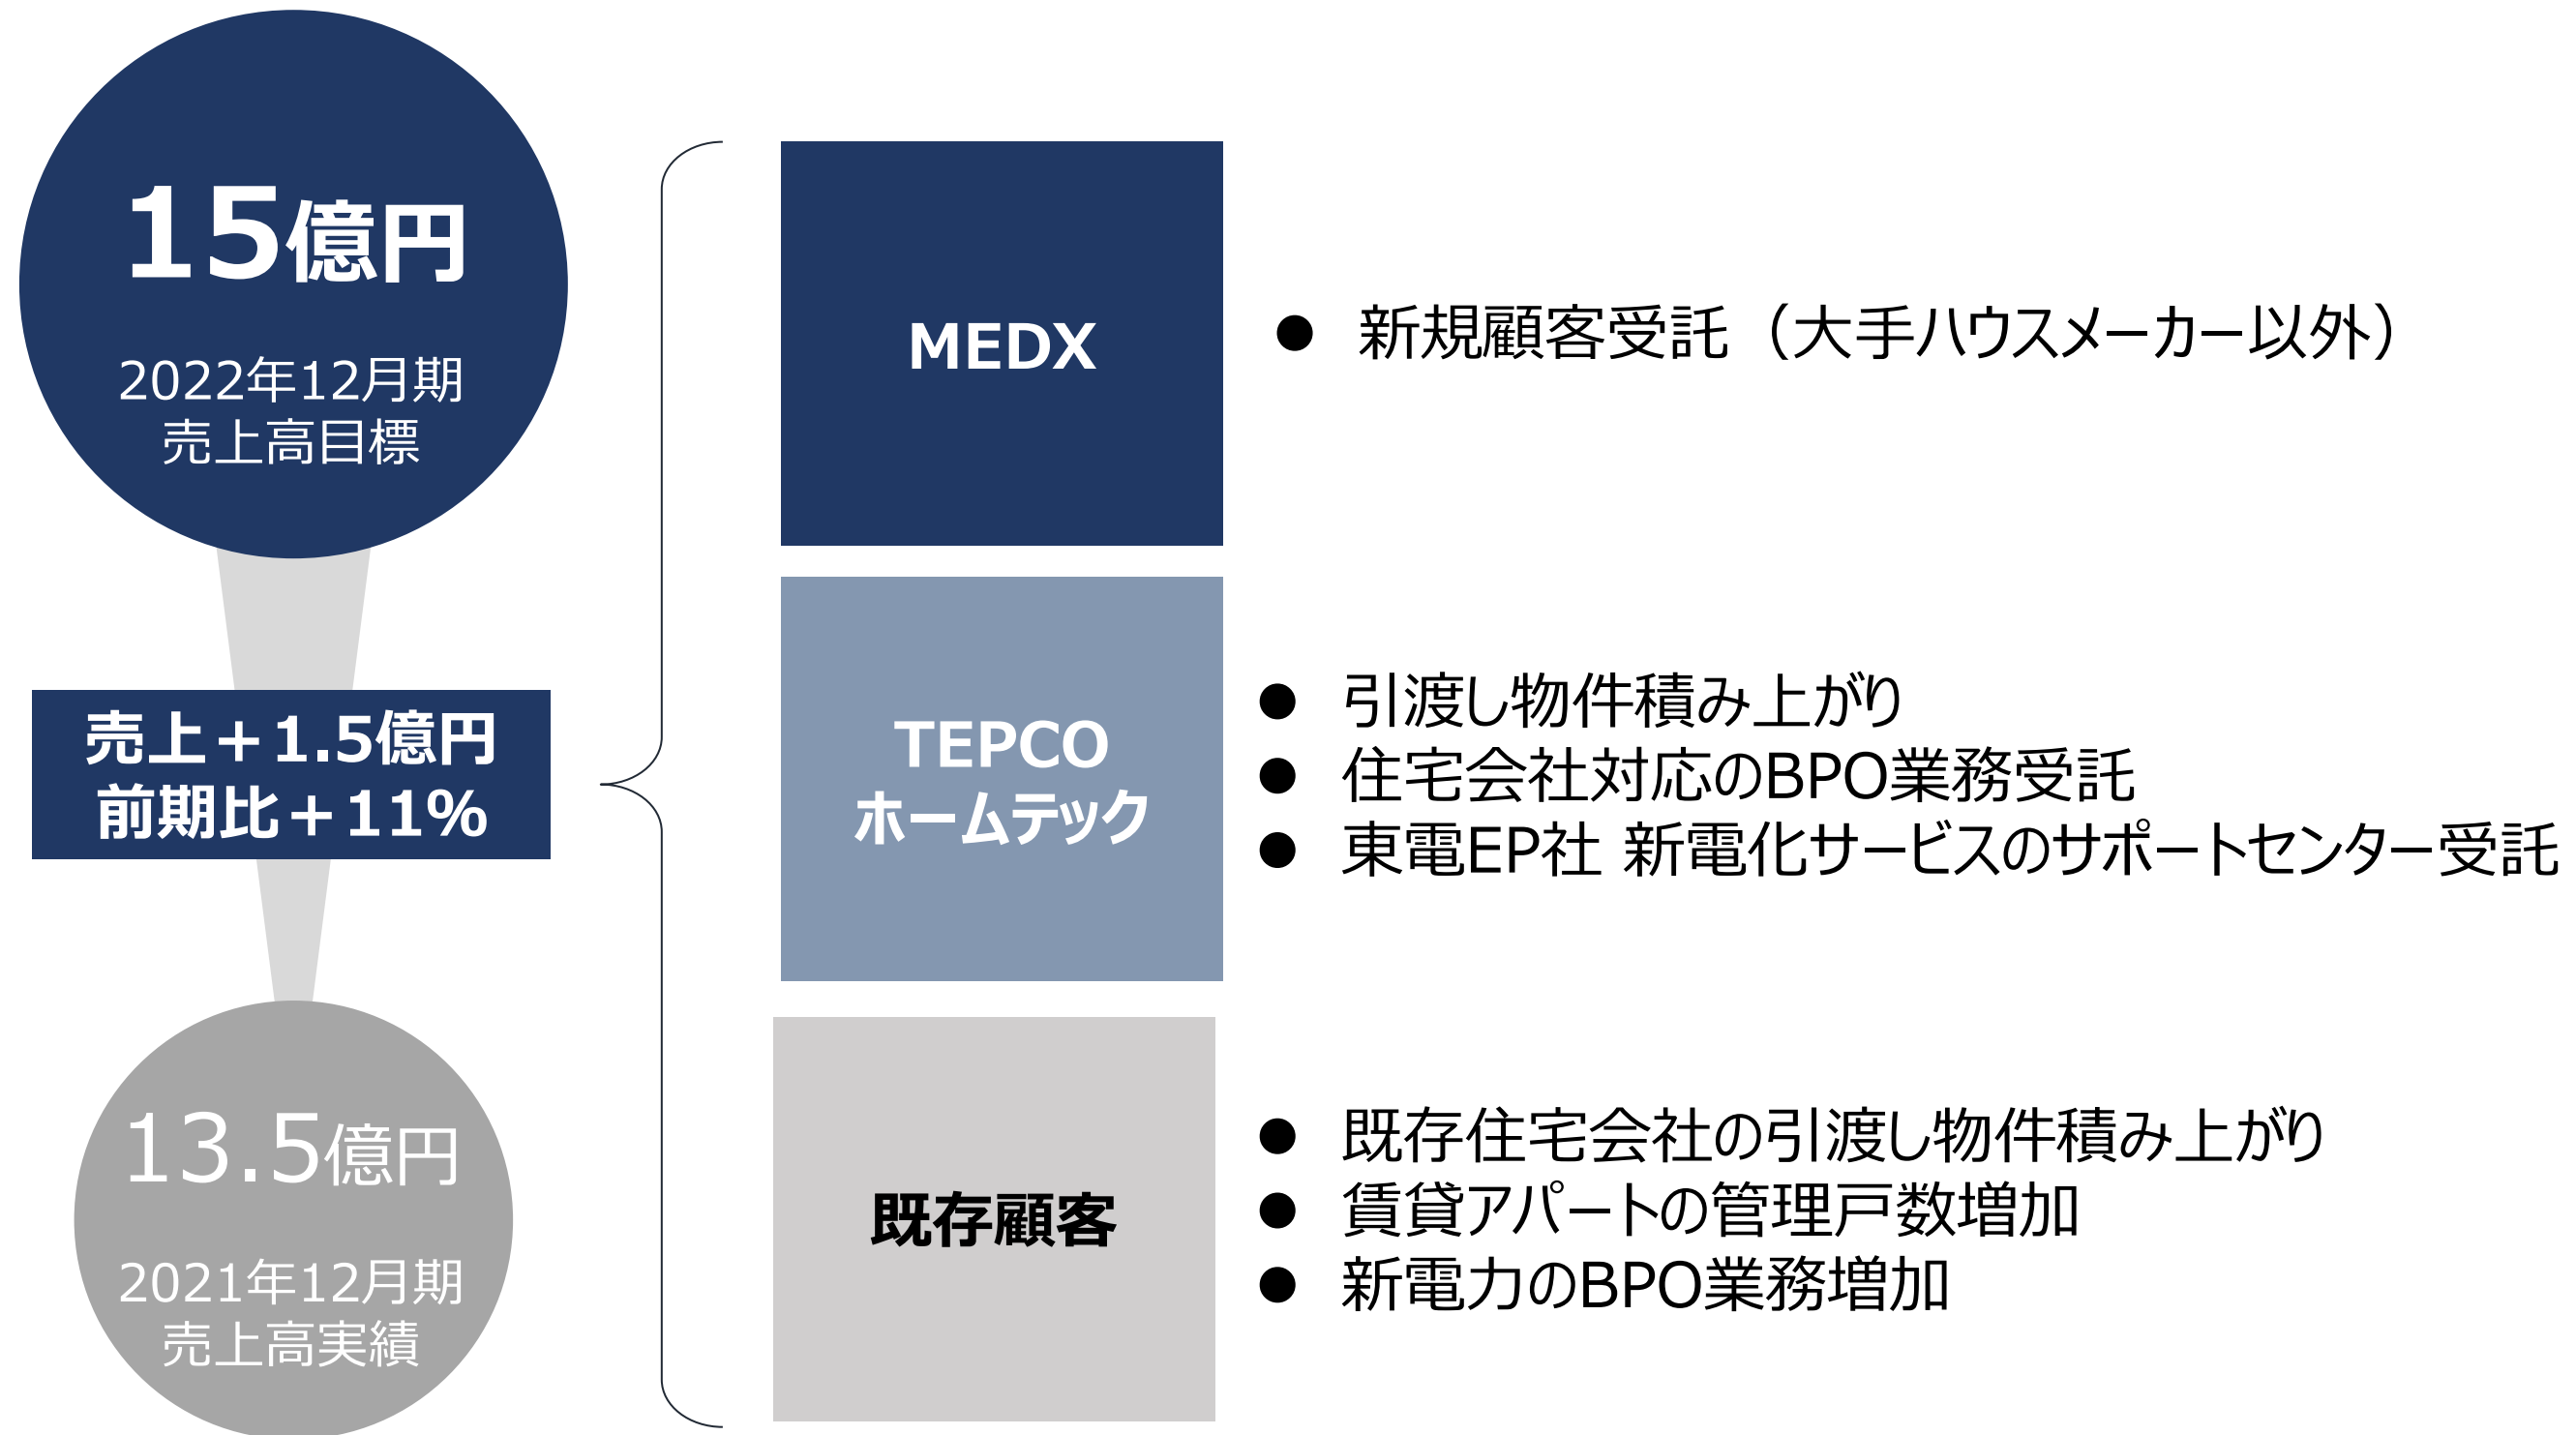 15億円
2022年12月期
売上高目標
売上＋1.5億円
前期比＋11%
13.5億円
2021年12月期
売上高実績
MEDX
● 新規顧客受託（大手ハウスメーカー以外）
TEPCO
ホームテック
● 引渡し物件積み上がり
● 住宅会社対応のBPO業務受託
● 東電EP社 新電化サービスのサポートセンター受託
既存顧客
● 既存住宅会社の引渡し物件積み上がり
● 賃貸アパートの管理戸数増加
● 新電力のBPO業務増加